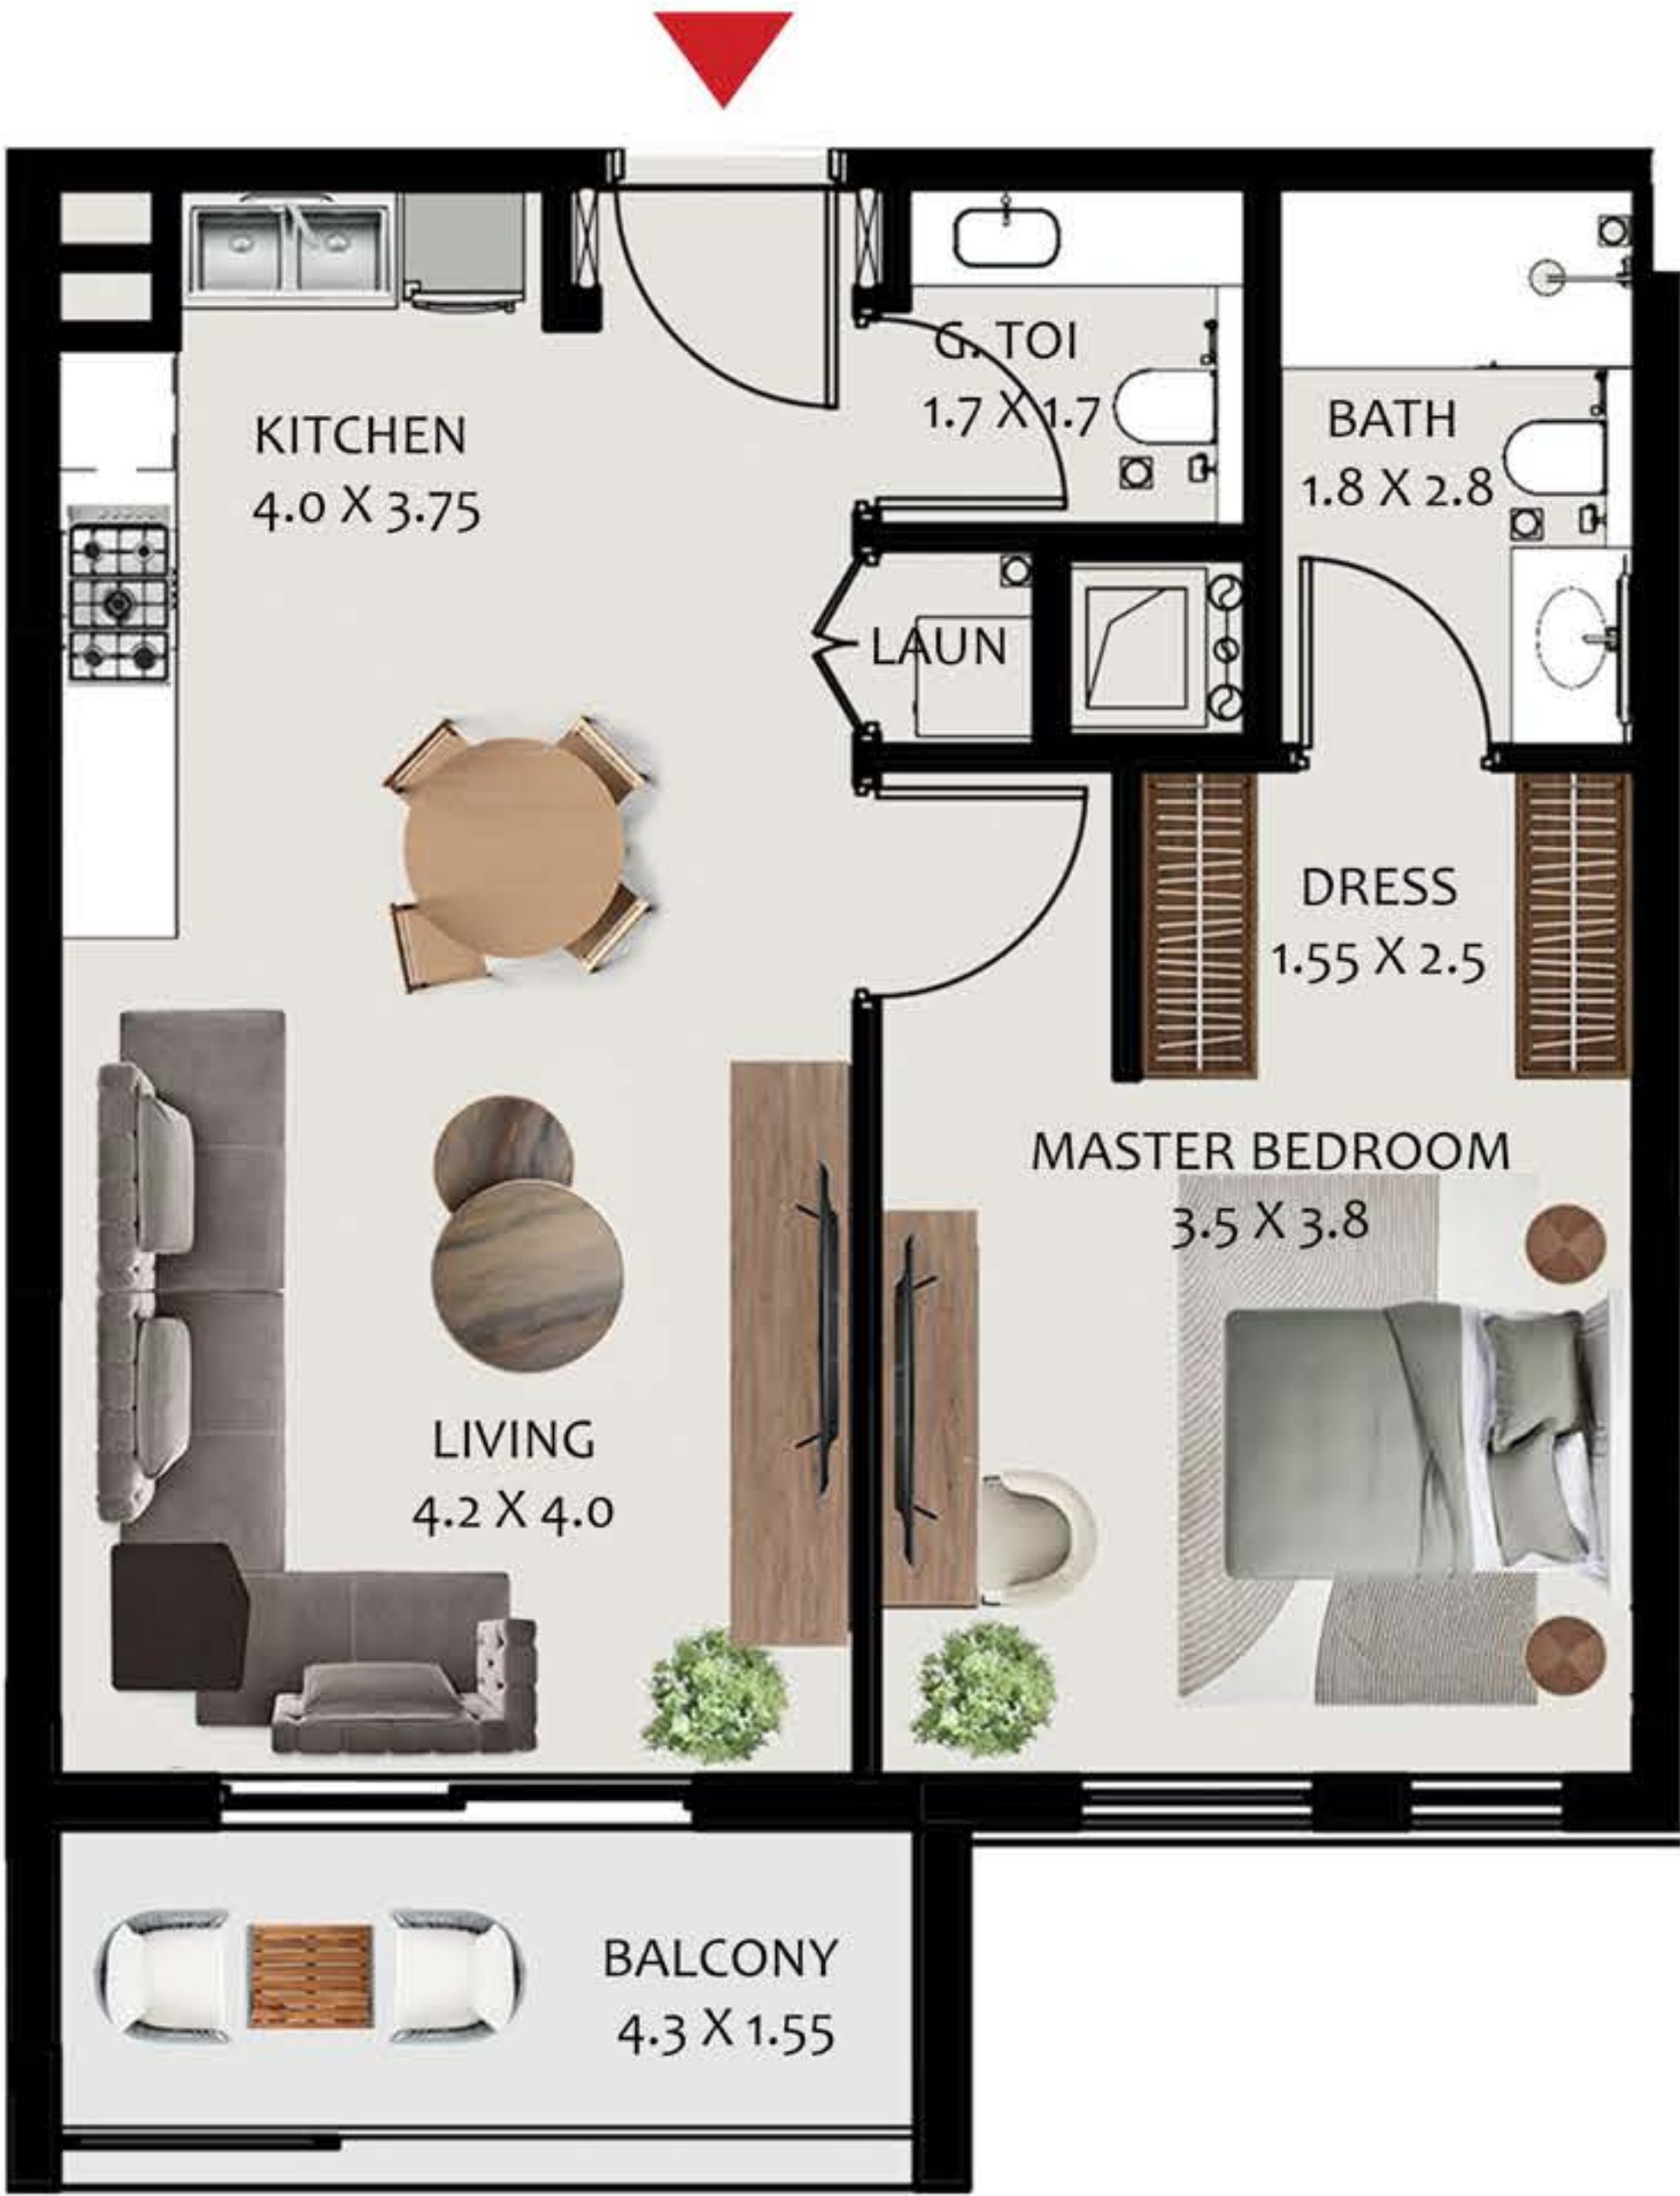 G. TOI
1.7 X 1.7
KITCHEN
4.0 X 3.75
BATH
1.8 X 2.8
LAUN
DRESS
1.55 X 2.5
MASTER BEDROOM
3.5 X 3.8
LIVING
4.2 X 4.0
BALCONY
4.3 X 1.55